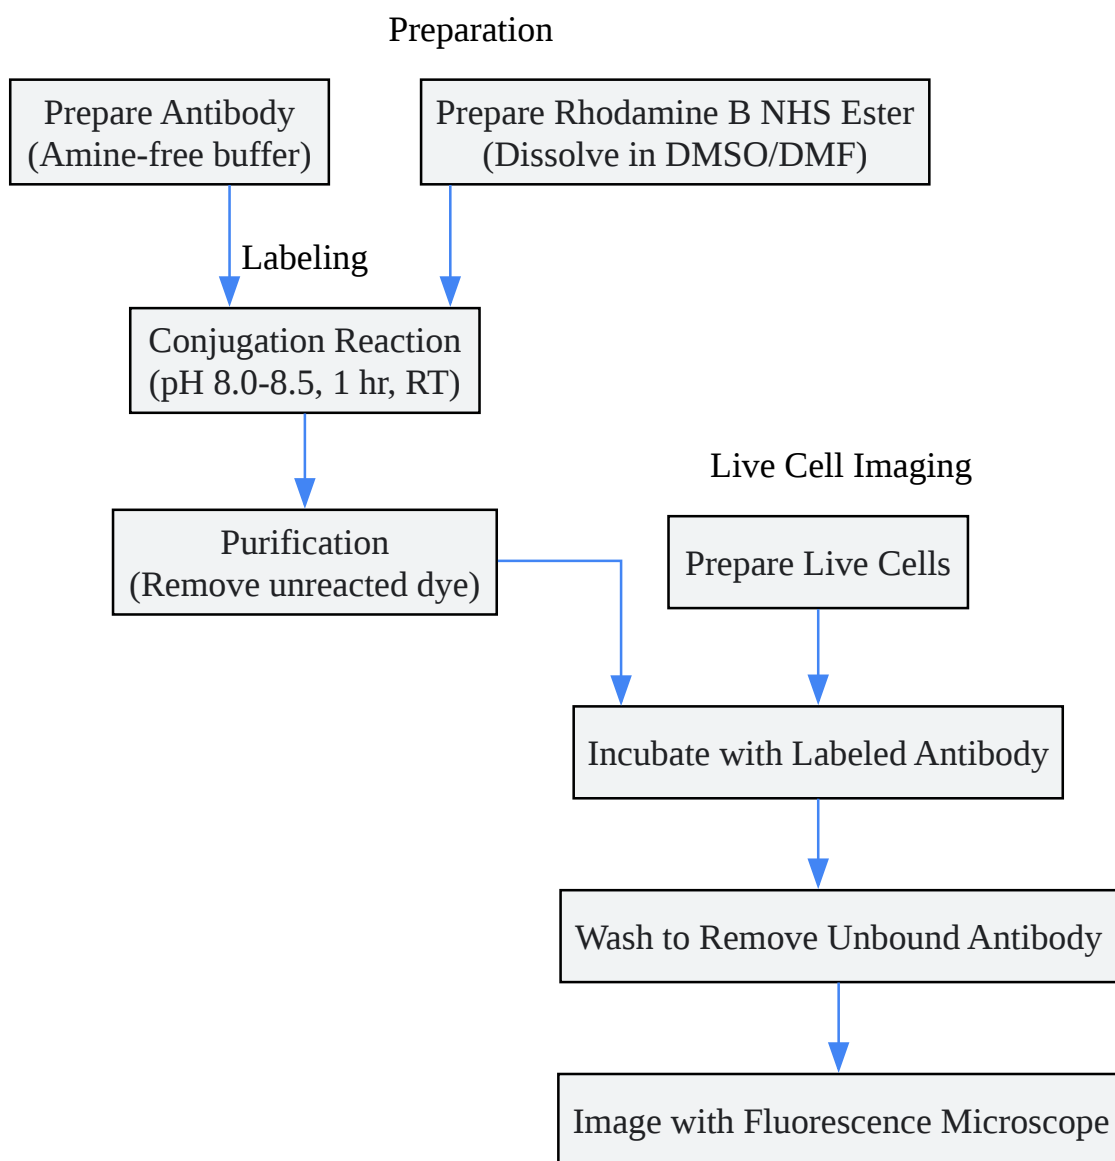 Preparation
Prepare Antibody
(Amine-free buffer)
Prepare Rhodamine B NHS Ester
(Dissolve in DMSO/DMF)
Labeling
Conjugation Reaction
(pH 8.0-8.5, 1 hr, RT)
Purification
(Remove unreacted dye)
Live Cell Imaging
Prepare Live Cells
Incubate with Labeled Antibody
Wash to Remove Unbound Antibody
Image with Fluorescence Microscope